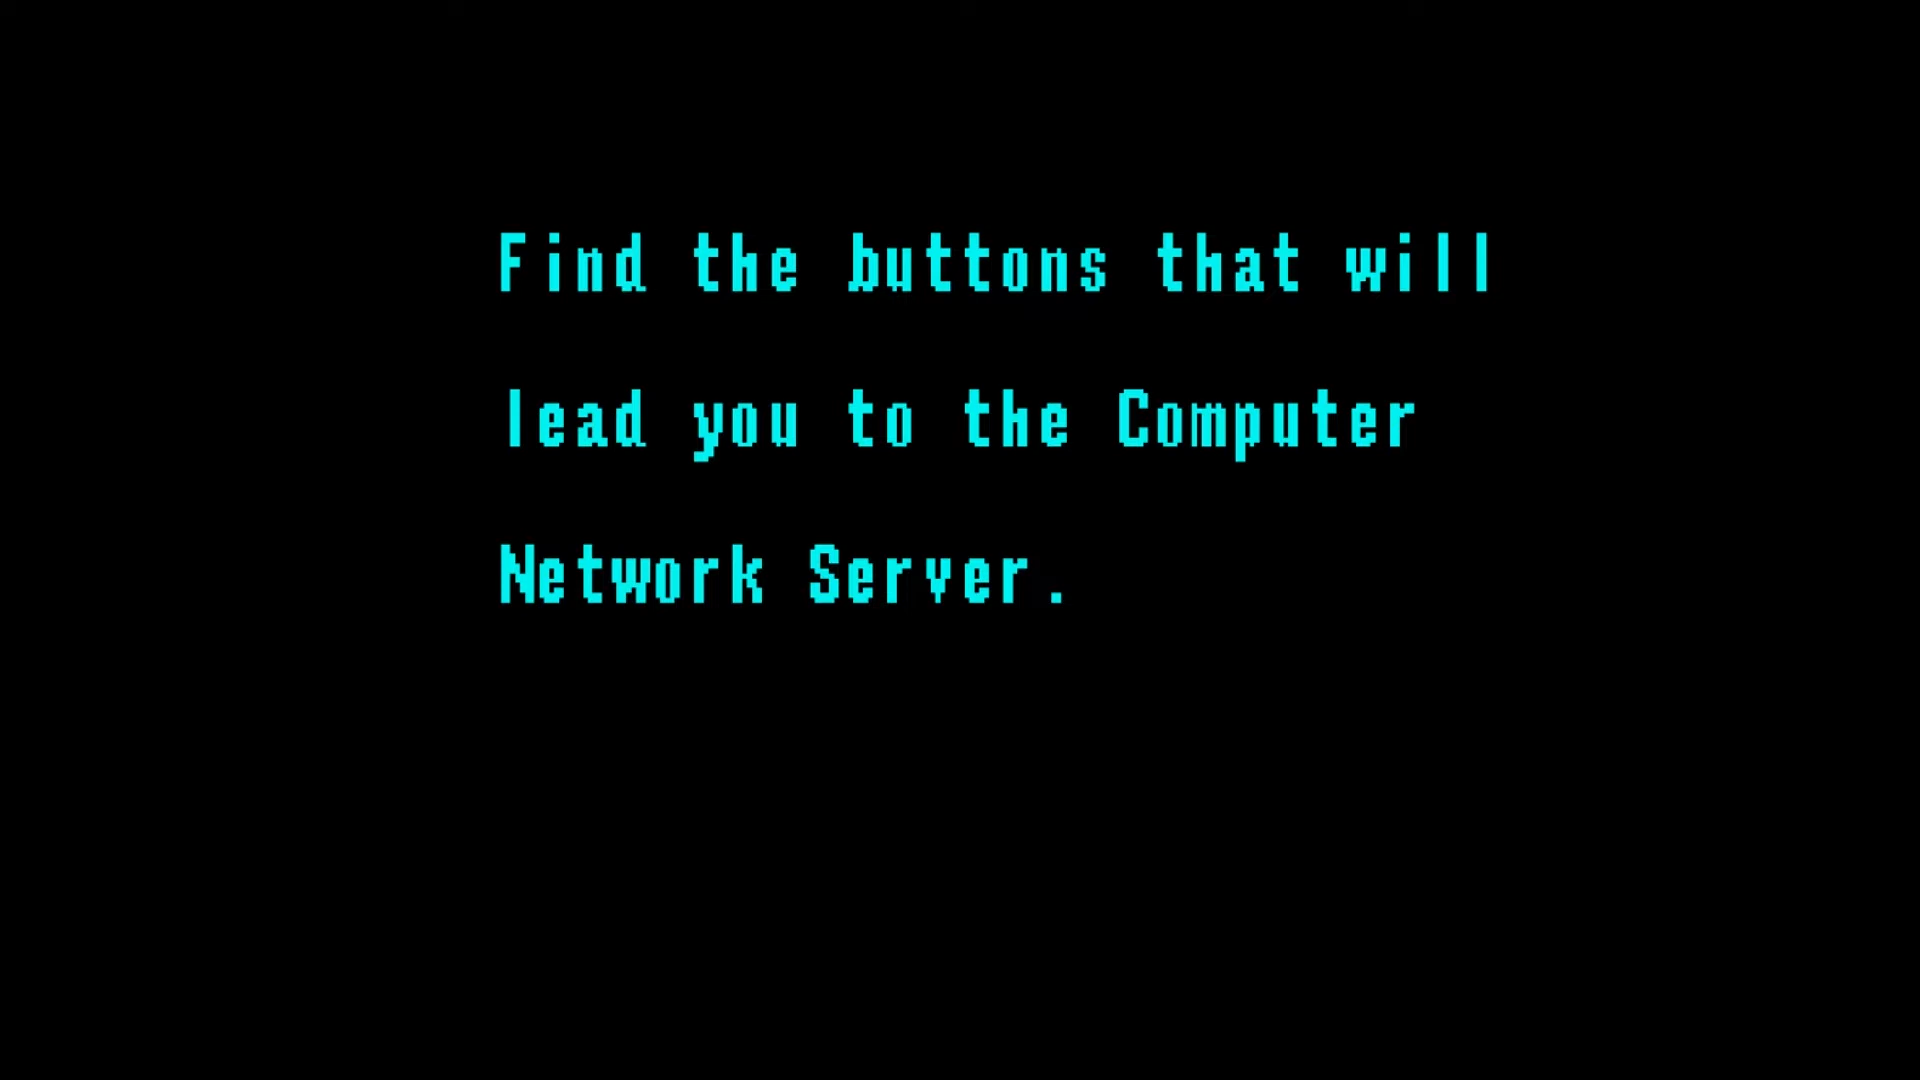 Find the buttons that will
lead you to the Computer
Network Server.